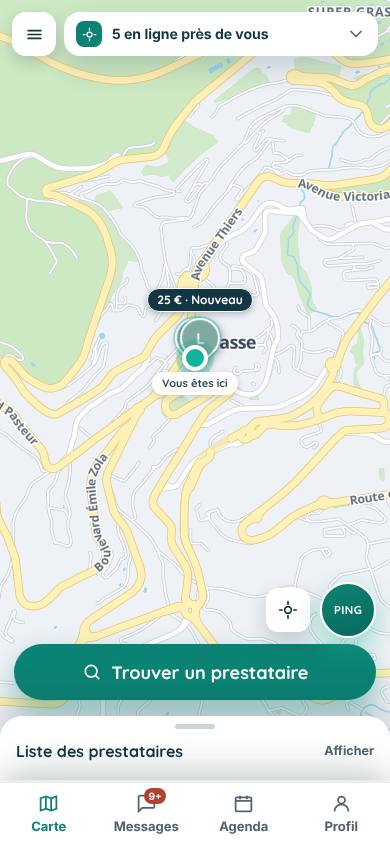 SUPER GRAS
5 en ligne près de vous
Avenue Victoria
Avenue Thiers
25 € · Nouveau
L
asse
Vous êtes ici
Pasteur
Boulevard Émile Zola
Route
PING
Trouver un prestataire
Liste des prestataires
Afficher
9+
Carte
Messages
Agenda
Profil